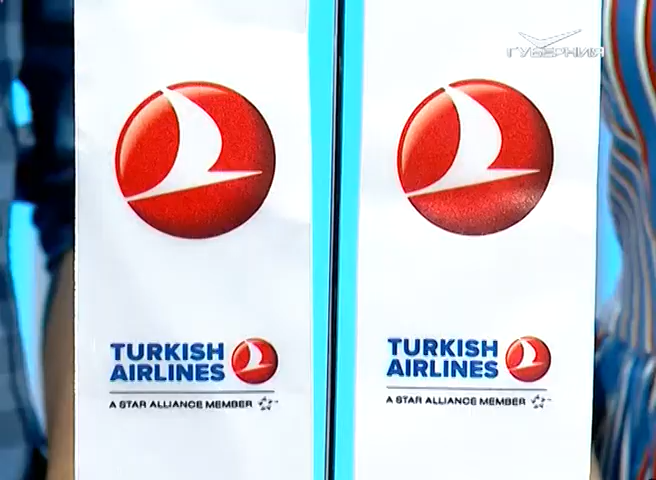 ГУБЕРНИЯ
TURKISH
AIRLINES
A STAR ALLIANCE MEMBER
TURKISH
AIRLINES
A STAR ALLIANCE MEMBER